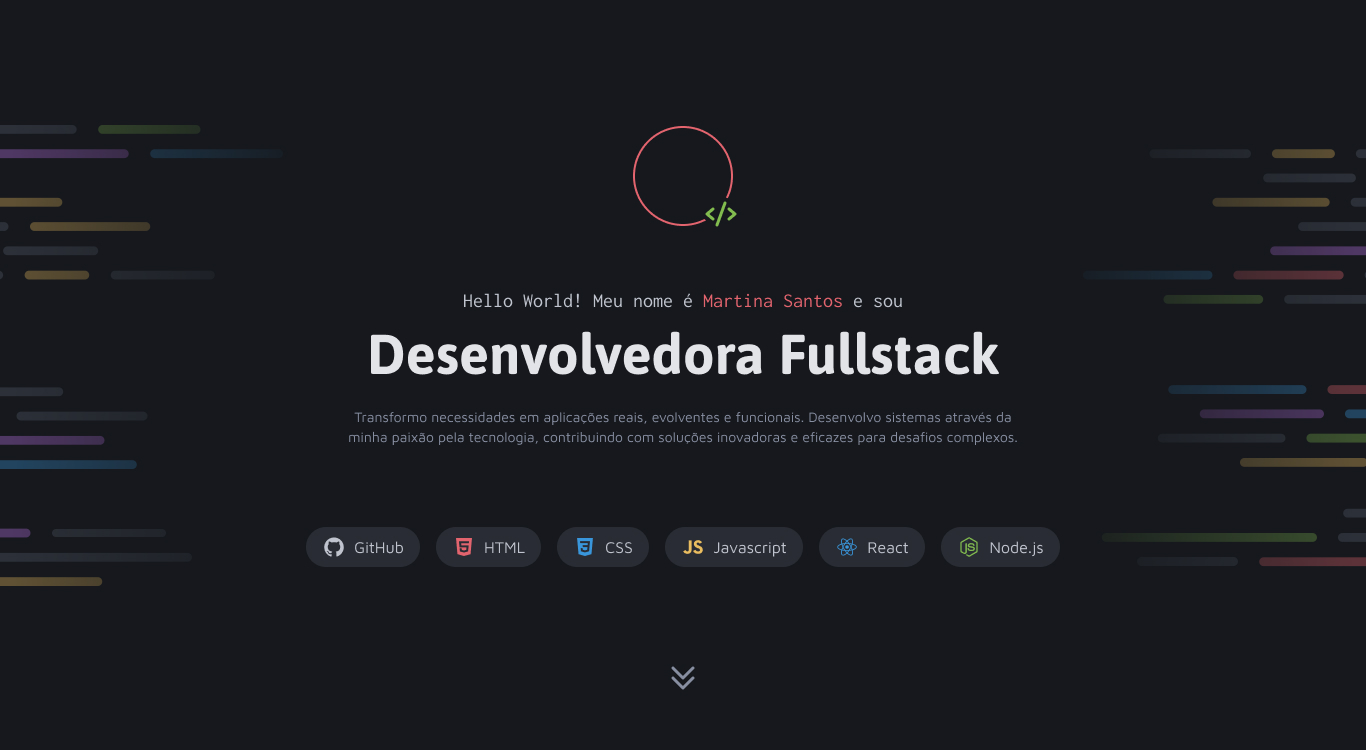 </>
Hello World! Meu nome é Martina Santos e sou
Desenvolvedora Fullstack
Transformo necessidades em aplicações reais, evolventes e funcionais. Desenvolvo sistemas através da
minha paixão pela tecnologia, contribuindo com soluções inovadoras e eficazes para desafios complexos.
GitHub HTML CSS JS Javascript React Node.js